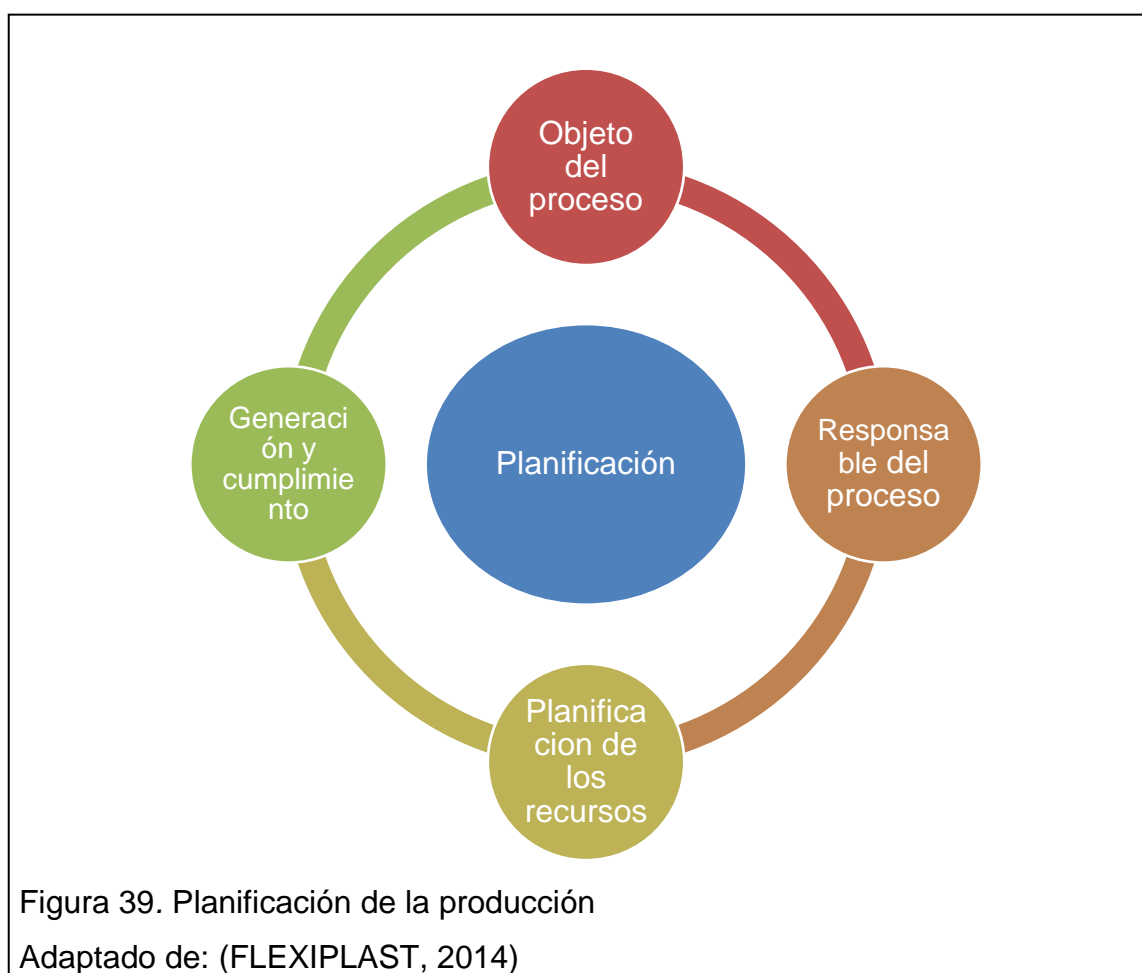 Objeto
del
proceso
Generaci
ón y
cumplimie
nto
Planificación
Responsa
ble del
proceso
Planifica
cion de
los
recursos
Figura 39. Planificación de la producción
Adaptado de: (FLEXIPLAST, 2014)